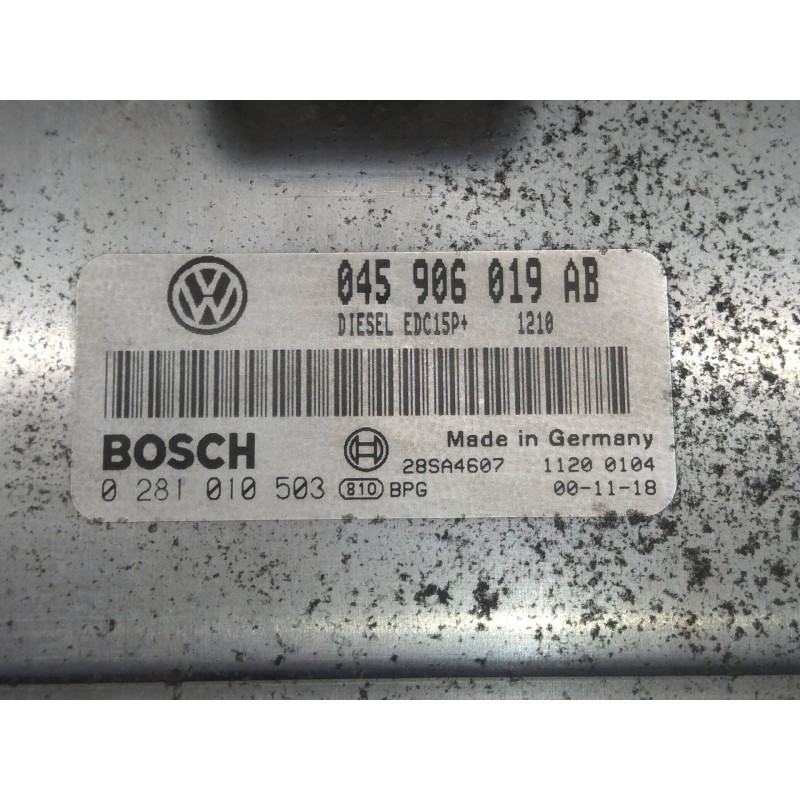 045 906 019 AB
DIESEL EDC15P+ 1210
BOSCH
Made in Germany
28SA4607 1120 0104
0 281 010 503 810 BPG 00-11-18